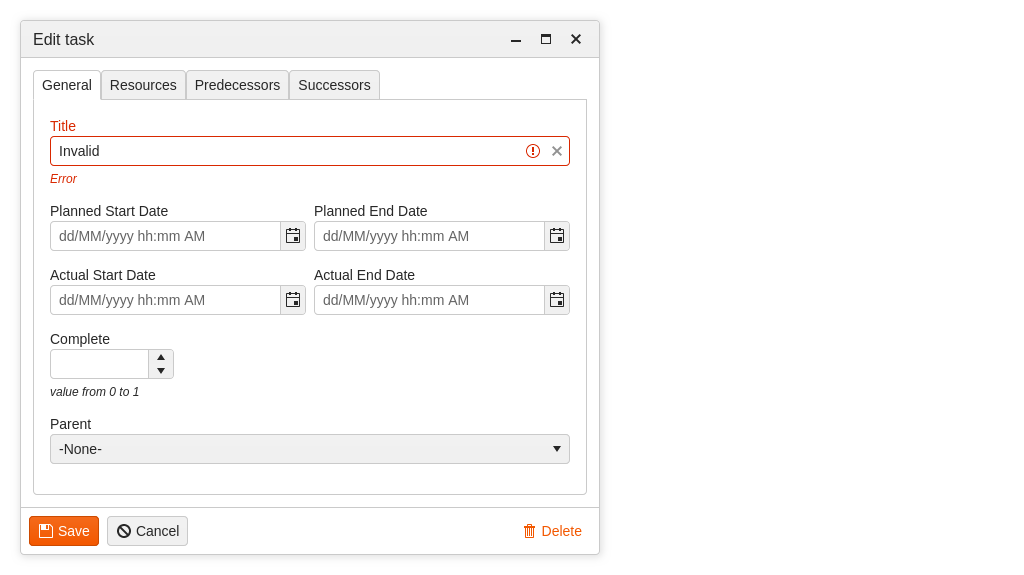 Edit task
General Resources Predecessors Successors
Title
Invalid
Error
Planned Start Date Planned End Date
dd/MM/yyyy hh:mm AM dd/MM/yyyy hh:mm AM
Actual Start Date Actual End Date
dd/MM/yyyy hh:mm AM dd/MM/yyyy hh:mm AM
Complete
value from 0 to 1
Parent
-None-
Save Cancel Delete